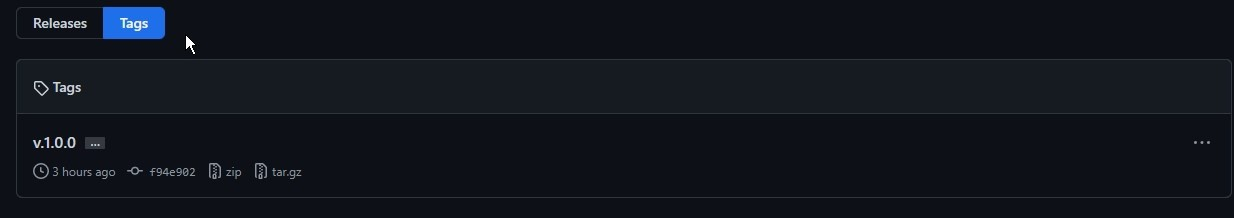 Releases Tags
Tags
v.1.0.0 ...
3 hours ago f94e902 zip tar.gz